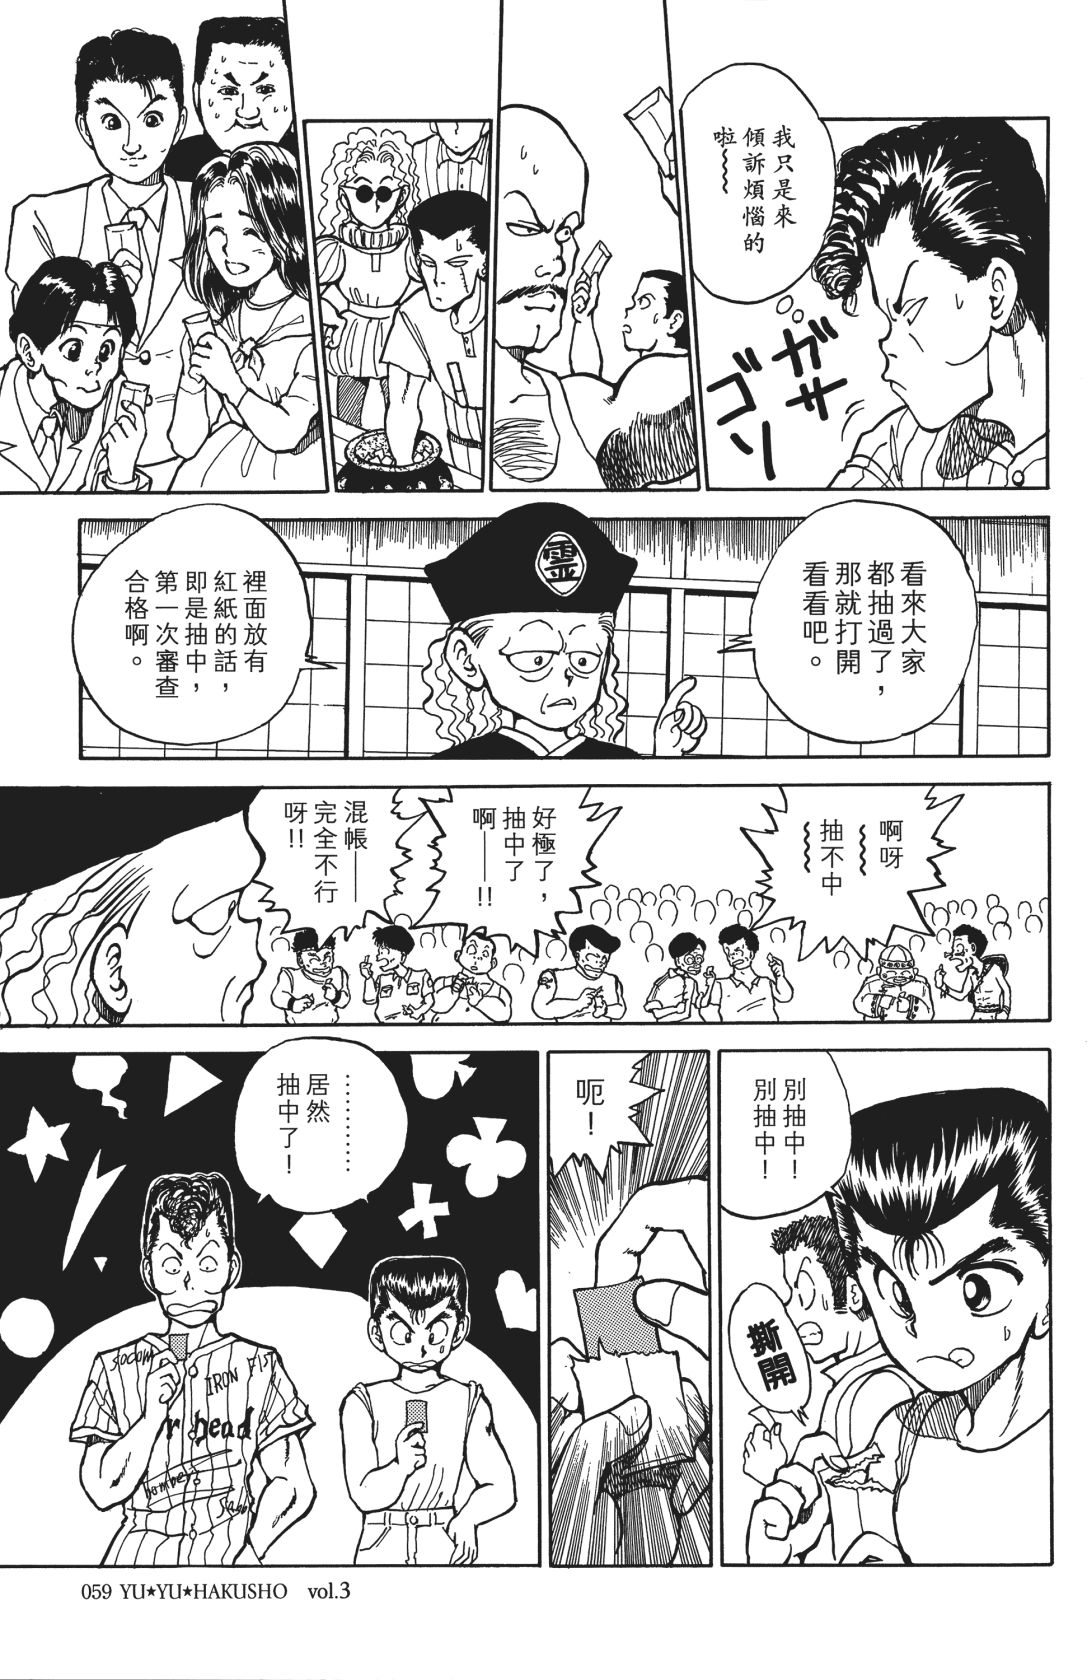 我只是來
傾訴煩惱的
啦～
ガサ
ゴソ
看來大家
都抽過了，
那就打開
看看吧。
霊
裡面放有
紅紙的話，
即是抽中，
第一次審查
合格啊。
啊呀
～
抽不中
～
好極了，
抽中了
啊──!!
混帳──
完全不行
呀!!
別抽中！
別抽中！
撕開
呃！
…………
居然
抽中了！
IRON FIST
r head
bombers
059 YU★YU★HAKUSHO vol.3